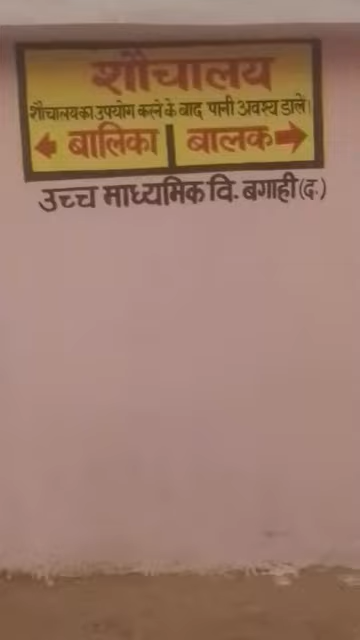 शौचालय
शौचालय का उपयोग करने के बाद पानी अवश्य डाले।
← बालिका | बालक →
उच्च माध्यमिक वि. बगाही (द.)